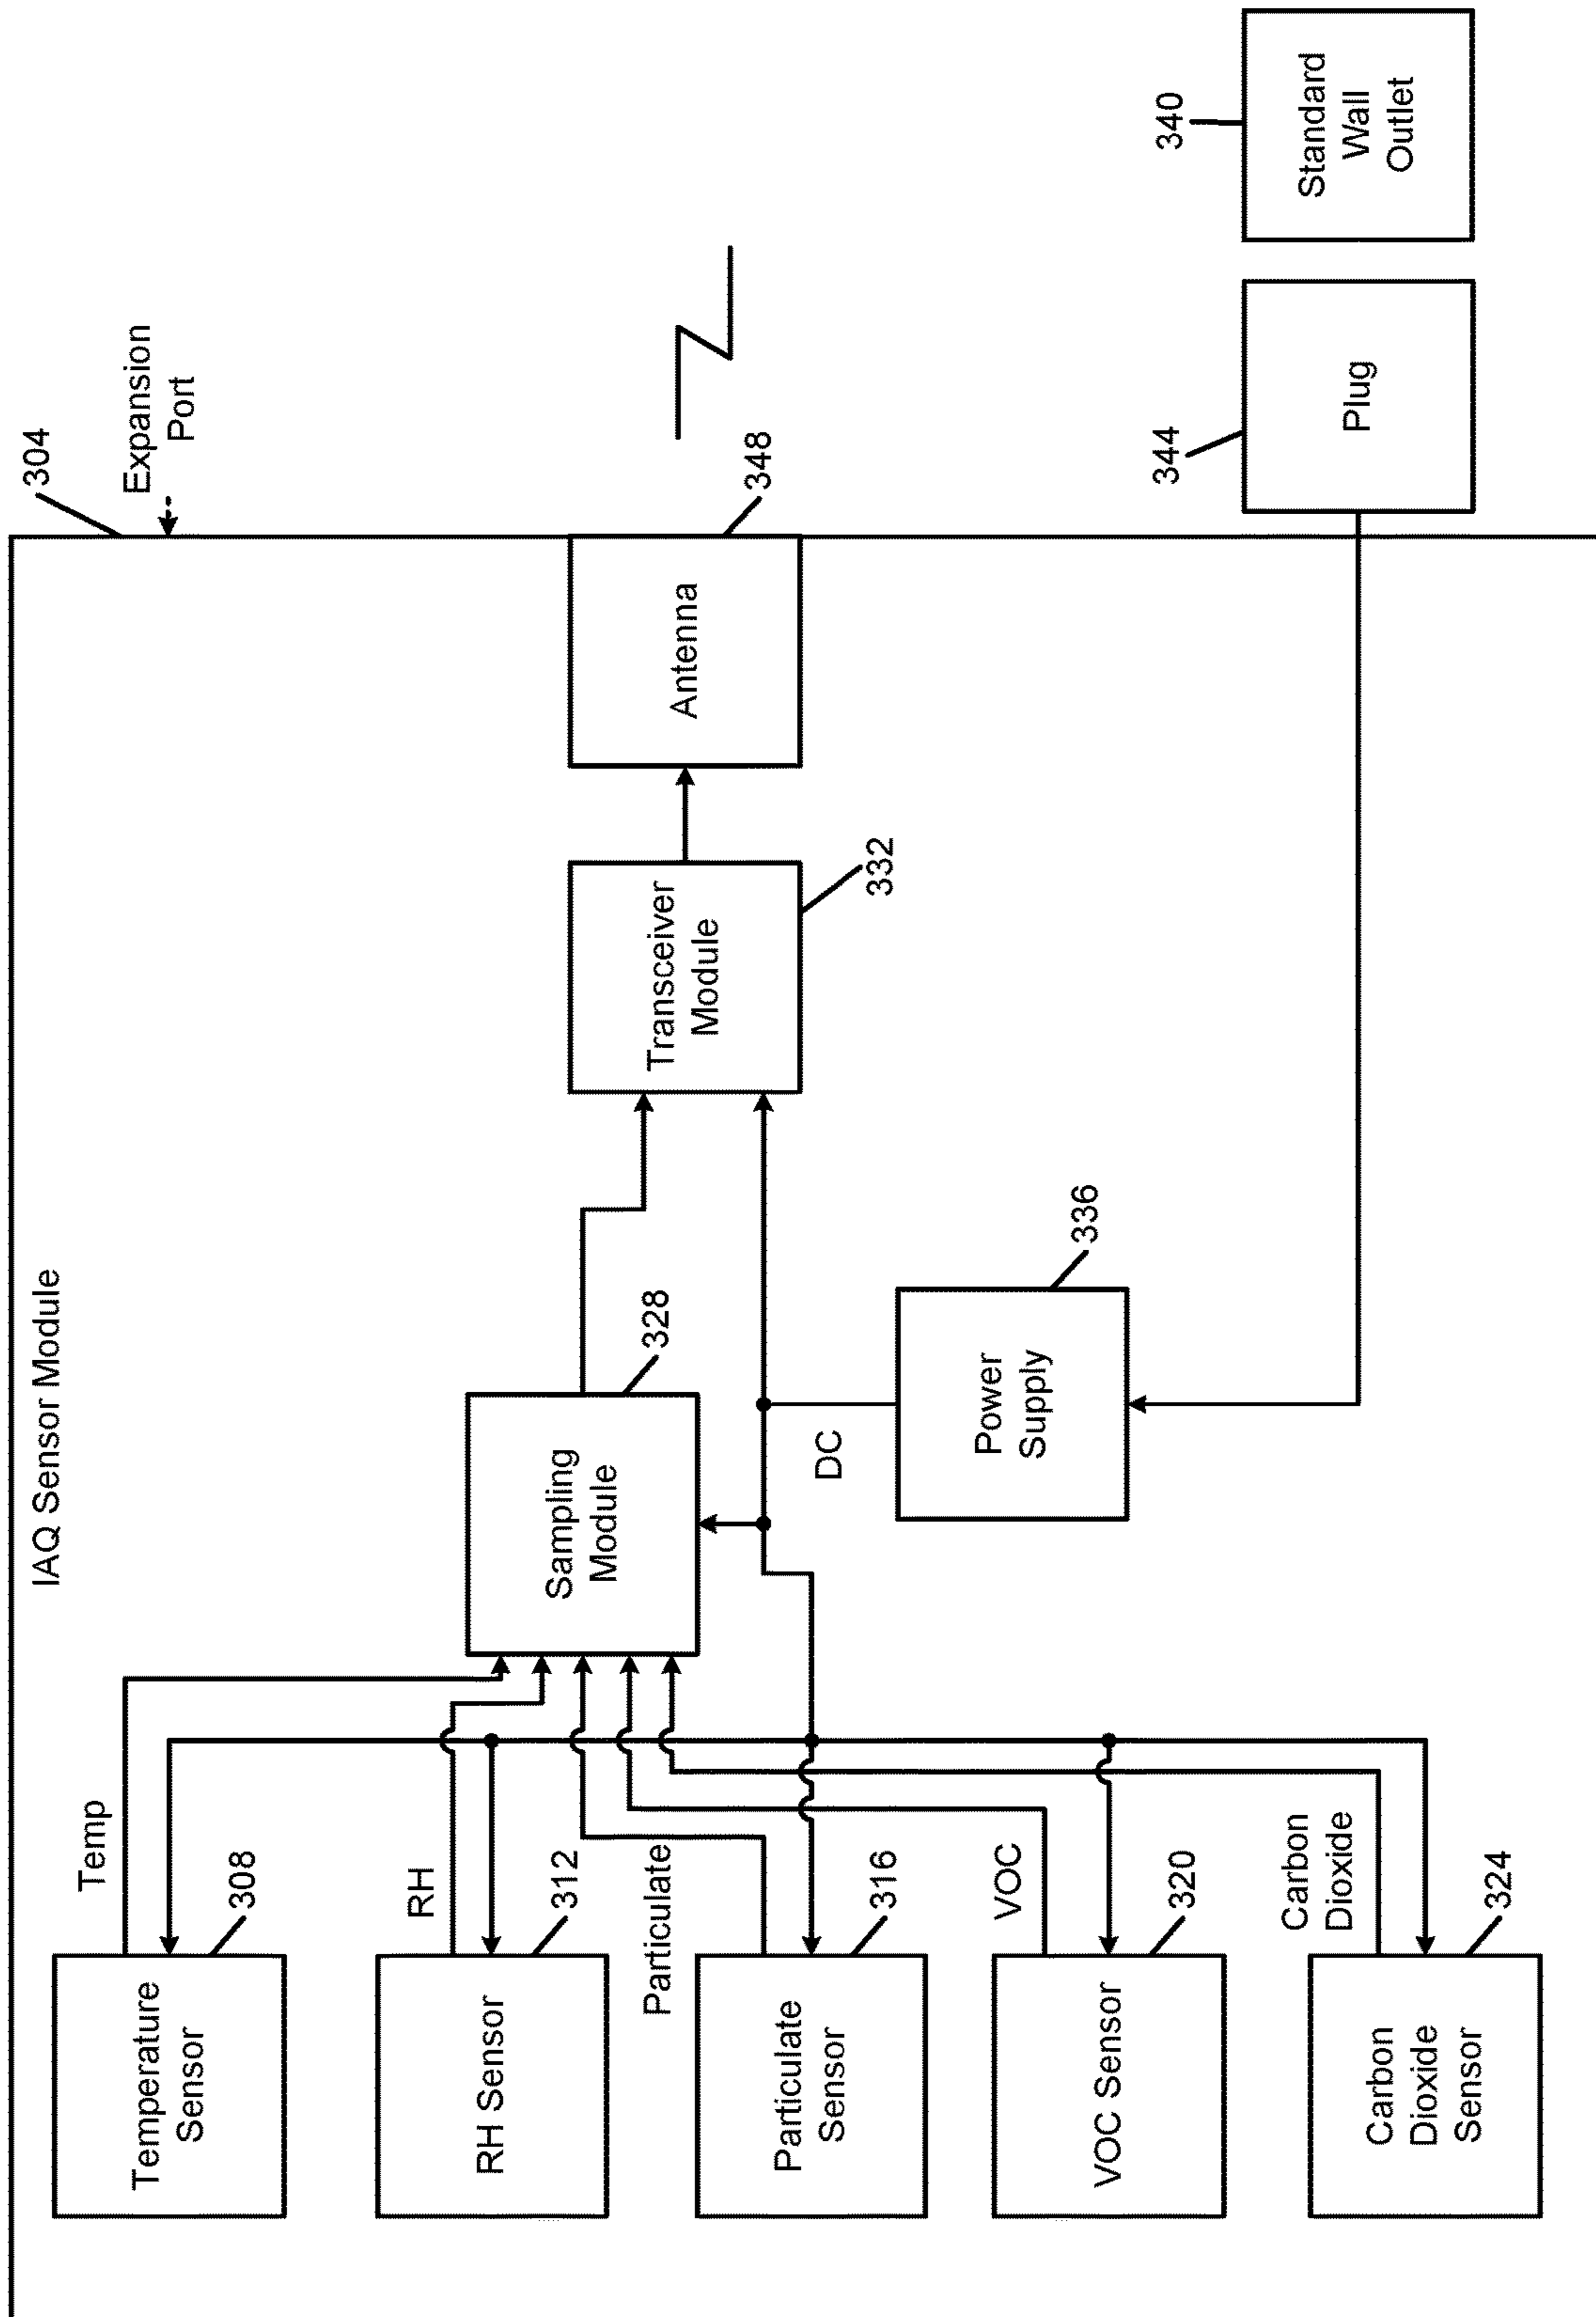 IAQ Sensor Module
304
Expansion
Port
Temperature
Sensor
308
Temp
RH Sensor
312
RH
Particulate
Sensor
316
Particulate
VOC Sensor
320
VOC
Carbon
Dioxide
Sensor
324
Carbon
Dioxide
Sampling
Module
328
Transceiver
Module
332
Antenna
348
DC
Power
Supply
336
Plug
344
Standard
Wall
Outlet
340